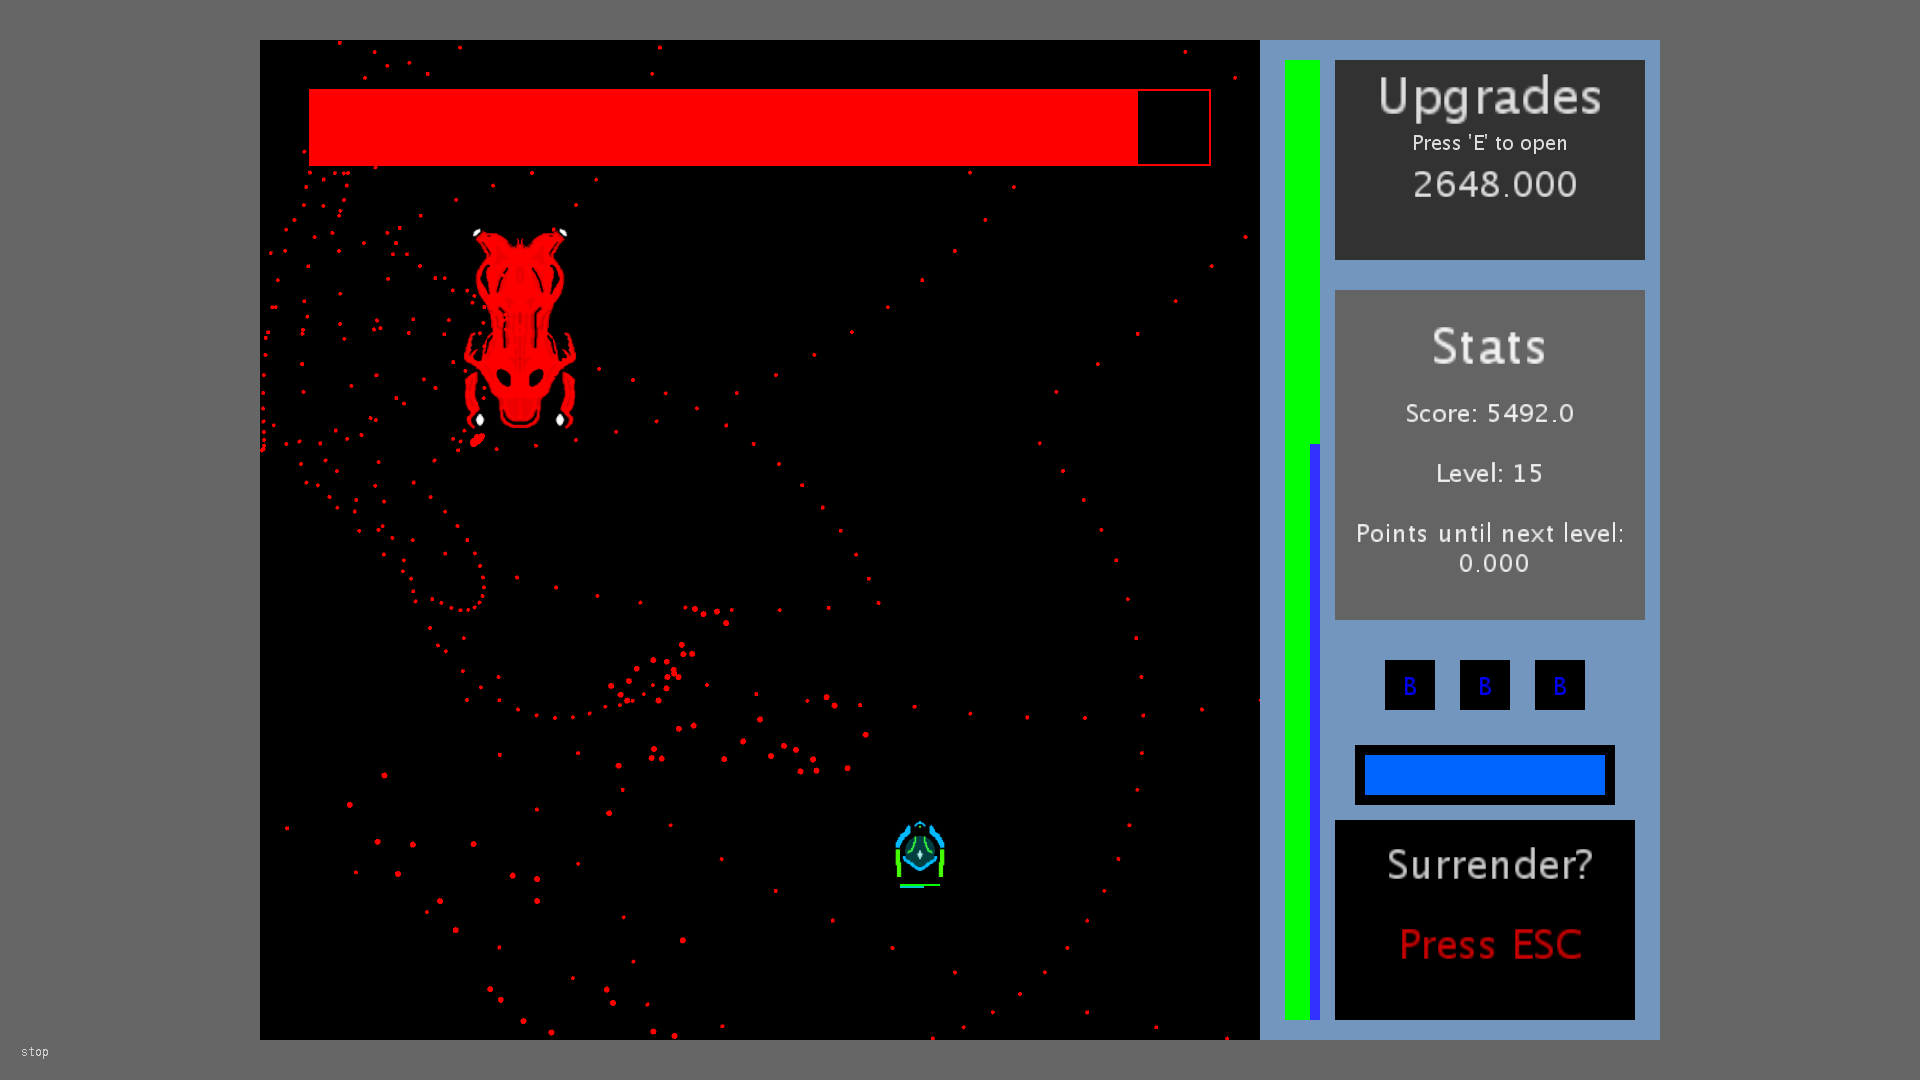 Upgrades
Press 'E' to open
2648.000
Stats
Score: 5492.0
Level: 15
Points until next level:
0.000
B B B
Surrender?
Press ESC
stop